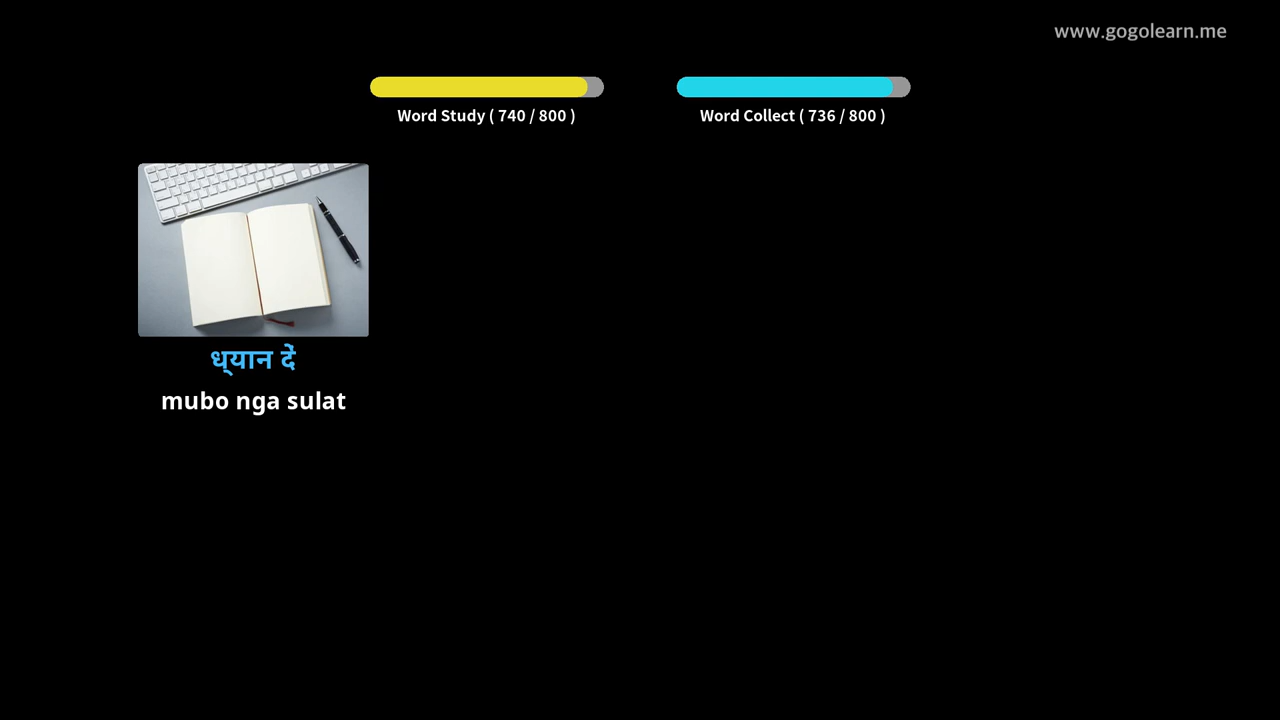 www.gogolearn.me
Word Study ( 740 / 800 )
Word Collect ( 736 / 800 )
ध्यान दें
mubo nga sulat